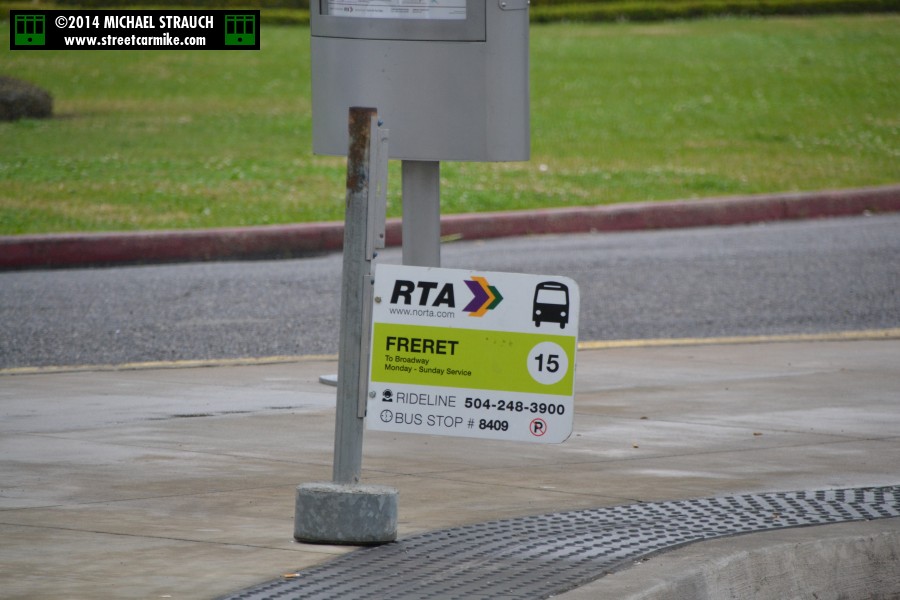 ©2014 MICHAEL STRAUCH
www.streetcarmike.com
RTA
www.norta.com
FRERET
To Broadway
Monday - Sunday Service
15
RIDELINE 504-248-3900
BUS STOP # 8409
P